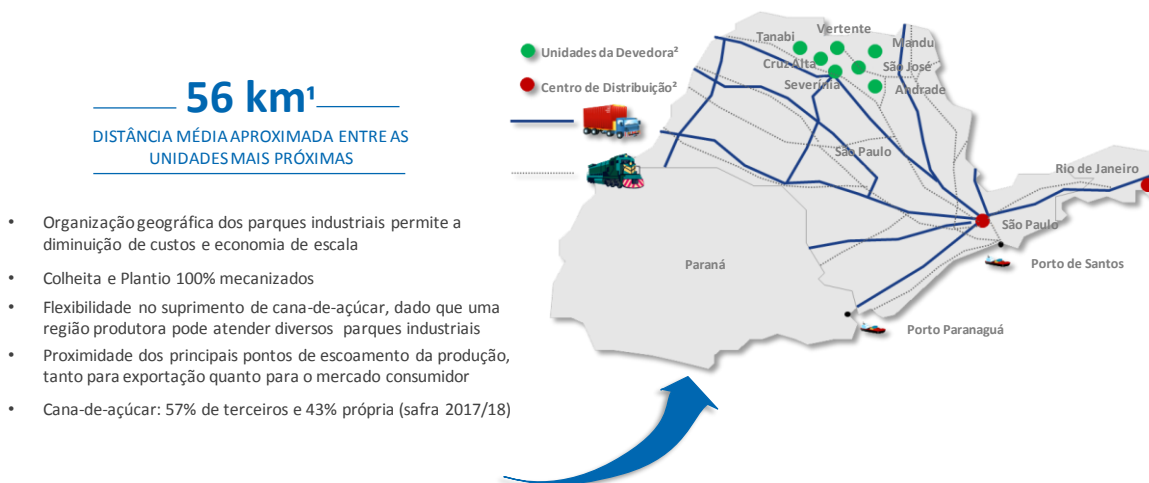 56 km¹
DISTÂNCIA MÉDIA APROXIMADA ENTRE AS
UNIDADES MAIS PRÓXIMAS
• Organização geográfica dos parques industriais permite a
diminuição de custos e economia de escala
• Colheita e Plantio 100% mecanizados
• Flexibilidade no suprimento de cana-de-açúcar, dado que uma
região produtora pode atender diversos parques industriais
• Proximidade dos principais pontos de escoamento da produção,
tanto para exportação quanto para o mercado consumidor
• Cana-de-açúcar: 57% de terceiros e 43% própria (safra 2017/18)
Unidades da Devedora²
Centro de Distribuição²
Vertente
Tanabi
Mandu
Cruz Alta
São José
Severínia
Andrade
São Paulo
Rio de Janeiro
São Paulo
Paraná
Porto de Santos
Porto Paranaguá